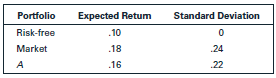 Portfolio Expected Return Standard Deviation
Risk-free .10 0
Market .18 .24
A .16 .22